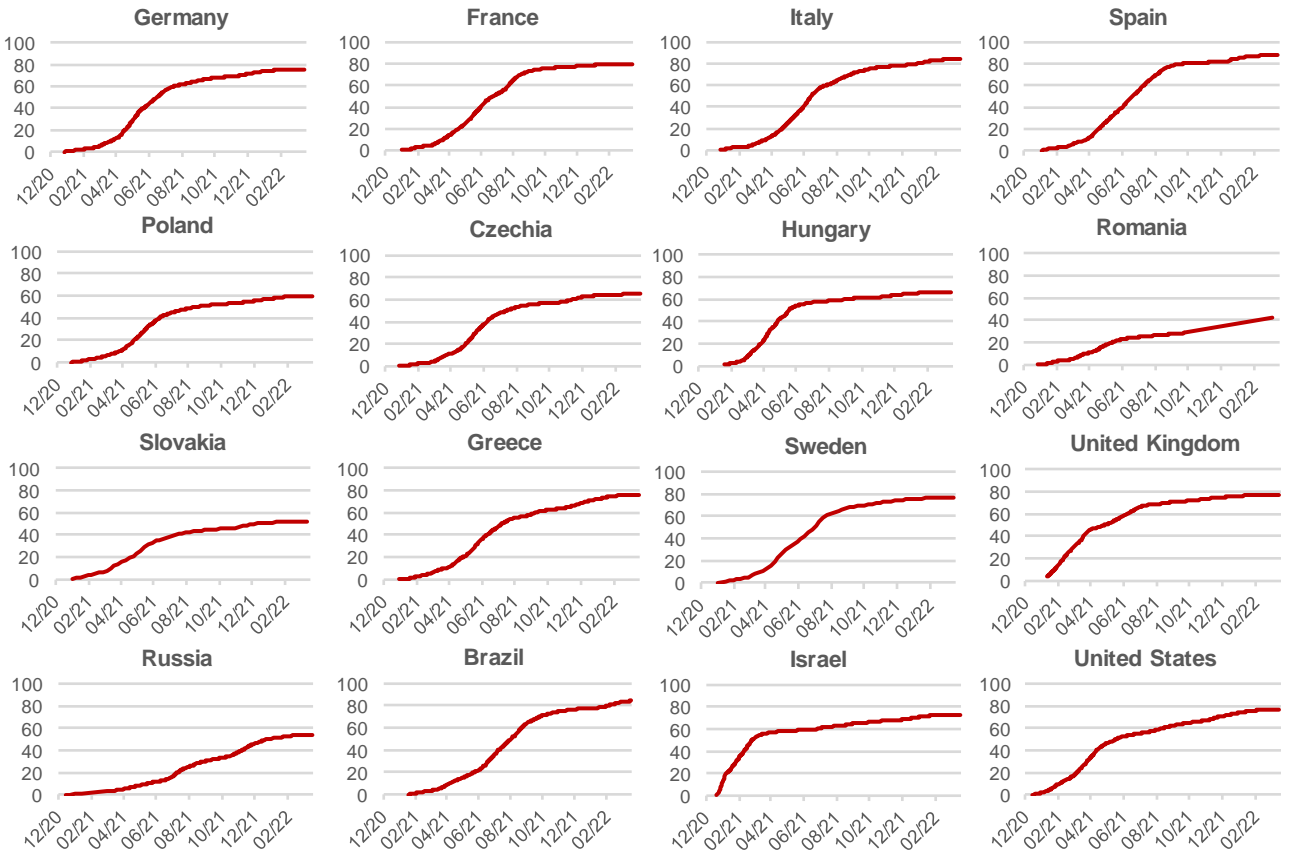 Germany France Italy Spain
100 100 100 100
80 80 80 80
60 60 60 60
40 40 40 40
20 20 20 20
0 0 0 0
12/20 02/21 04/21 06/21 08/21 10/21 12/21 02/22 12/20 02/21 04/21 06/21 08/21 10/21 12/21 02/22 12/20 02/21 04/21 06/21 08/21 10/21 12/21 02/22 12/20 02/21 04/21 06/21 08/21 10/21 12/21 02/22
Poland Czechia Hungary Romania
100 100 100 100
80 80 80 80
60 60 60 60
40 40 40 40
20 20 20 20
0 0 0 0
12/20 02/21 04/21 06/21 08/21 10/21 12/21 02/22 12/20 02/21 04/21 06/21 08/21 10/21 12/21 02/22 12/20 02/21 04/21 06/21 08/21 10/21 12/21 02/22 12/20 02/21 04/21 06/21 08/21 10/21 12/21 02/22
Slovakia Greece Sweden United Kingdom
100 100 100 100
80 80 80 80
60 60 60 60
40 40 40 40
20 20 20 20
0 0 0 0
12/20 02/21 04/21 06/21 08/21 10/21 12/21 02/22 12/20 02/21 04/21 06/21 08/21 10/21 12/21 02/22 12/20 02/21 04/21 06/21 08/21 10/21 12/21 02/22 12/20 02/21 04/21 06/21 08/21 10/21 12/21 02/22
Russia Brazil Israel United States
100 100 100 100
80 80 80 80
60 60 60 60
40 40 40 40
20 20 20 20
0 0 0 0
12/20 02/21 04/21 06/21 08/21 10/21 12/21 02/22 12/20 02/21 04/21 06/21 08/21 10/21 12/21 02/22 12/20 02/21 04/21 06/21 08/21 10/21 12/21 02/22 12/20 02/21 04/21 06/21 08/21 10/21 12/21 02/22